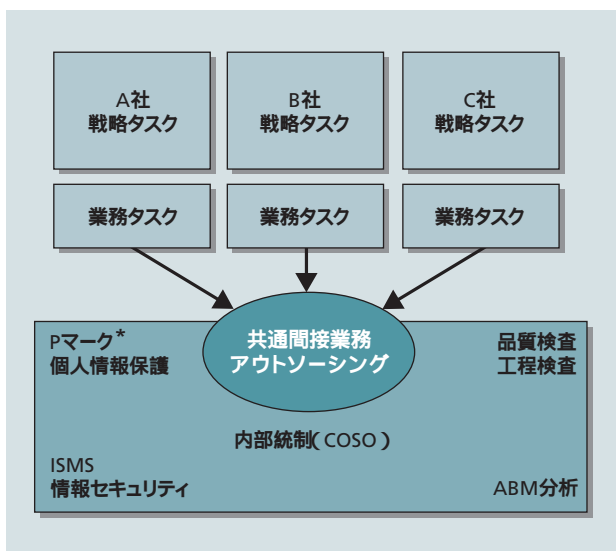 A社
戦略タスク
B社
戦略タスク
C社
戦略タスク
業務タスク
業務タスク
業務タスク
共通間接業務
アウトソーシング
Pマーク*
個人情報保護
品質検査
工程検査
内部統制(COSO)
ISMS
情報セキュリティ
ABM分析